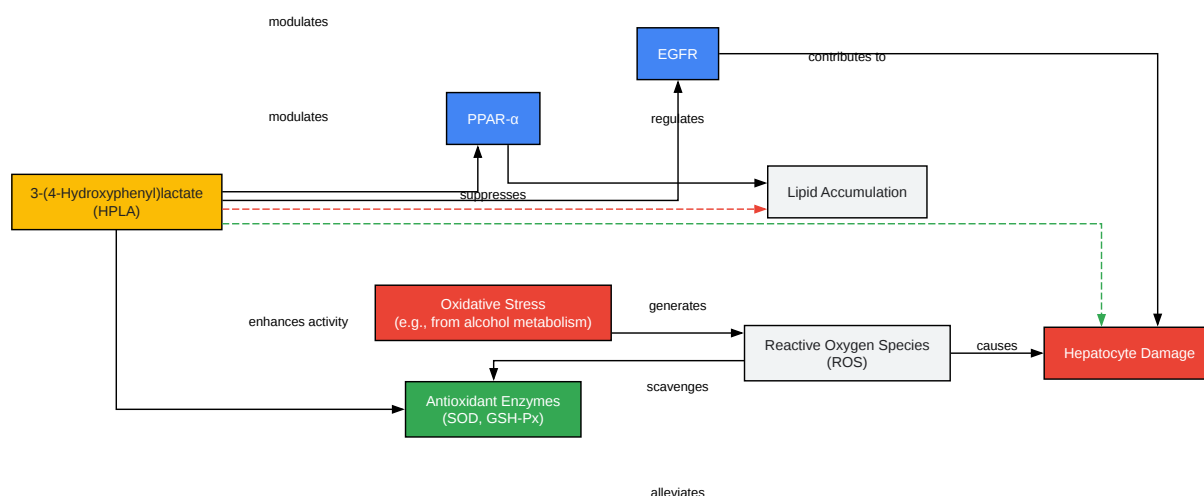 modulates
EGFR
contributes to
modulates
PPAR-α
regulates
3-(4-Hydroxyphenyl)lactate
(HPLA)
suppresses
Lipid Accumulation
Oxidative Stress
(e.g., from alcohol metabolism)
generates
enhances activity
Reactive Oxygen Species
(ROS)
causes
Hepatocyte Damage
scavenges
Antioxidant Enzymes
(SOD, GSH-Px)
alleviates